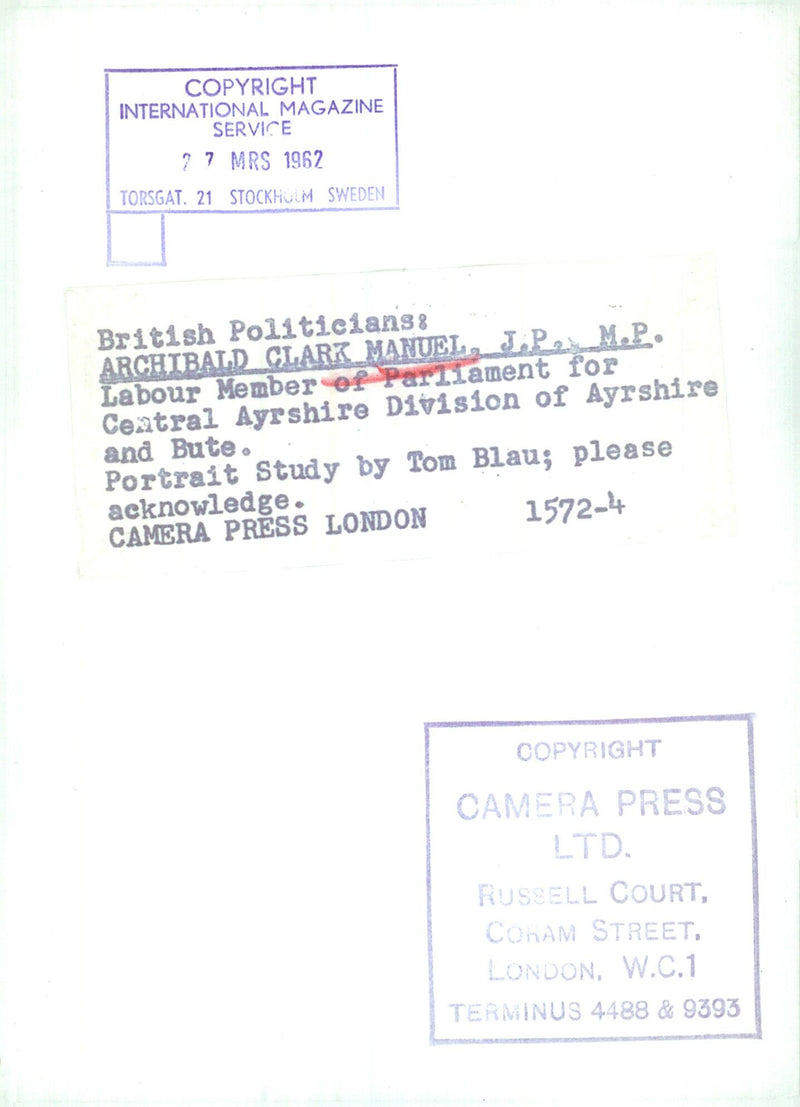 COPYRIGHT
INTERNATIONAL MAGAZINE
SERVICE
27 MRS 1962
TORSGAT. 21 STOCKHOLM SWEDEN
British Politicians:
ARCHIBALD CLARK MANUEL, J.P., M.P.
Labour Member of Parliament for
Central Ayrshire Division of Ayrshire
and Bute.
Portrait Study by Tom Blau; please
acknowledge.
CAMERA PRESS LONDON 1572-4
COPYRIGHT
CAMERA PRESS
LTD.
RUSSELL COURT,
CORAM STREET,
LONDON, W.C.1
TERMINUS 4488 & 9393